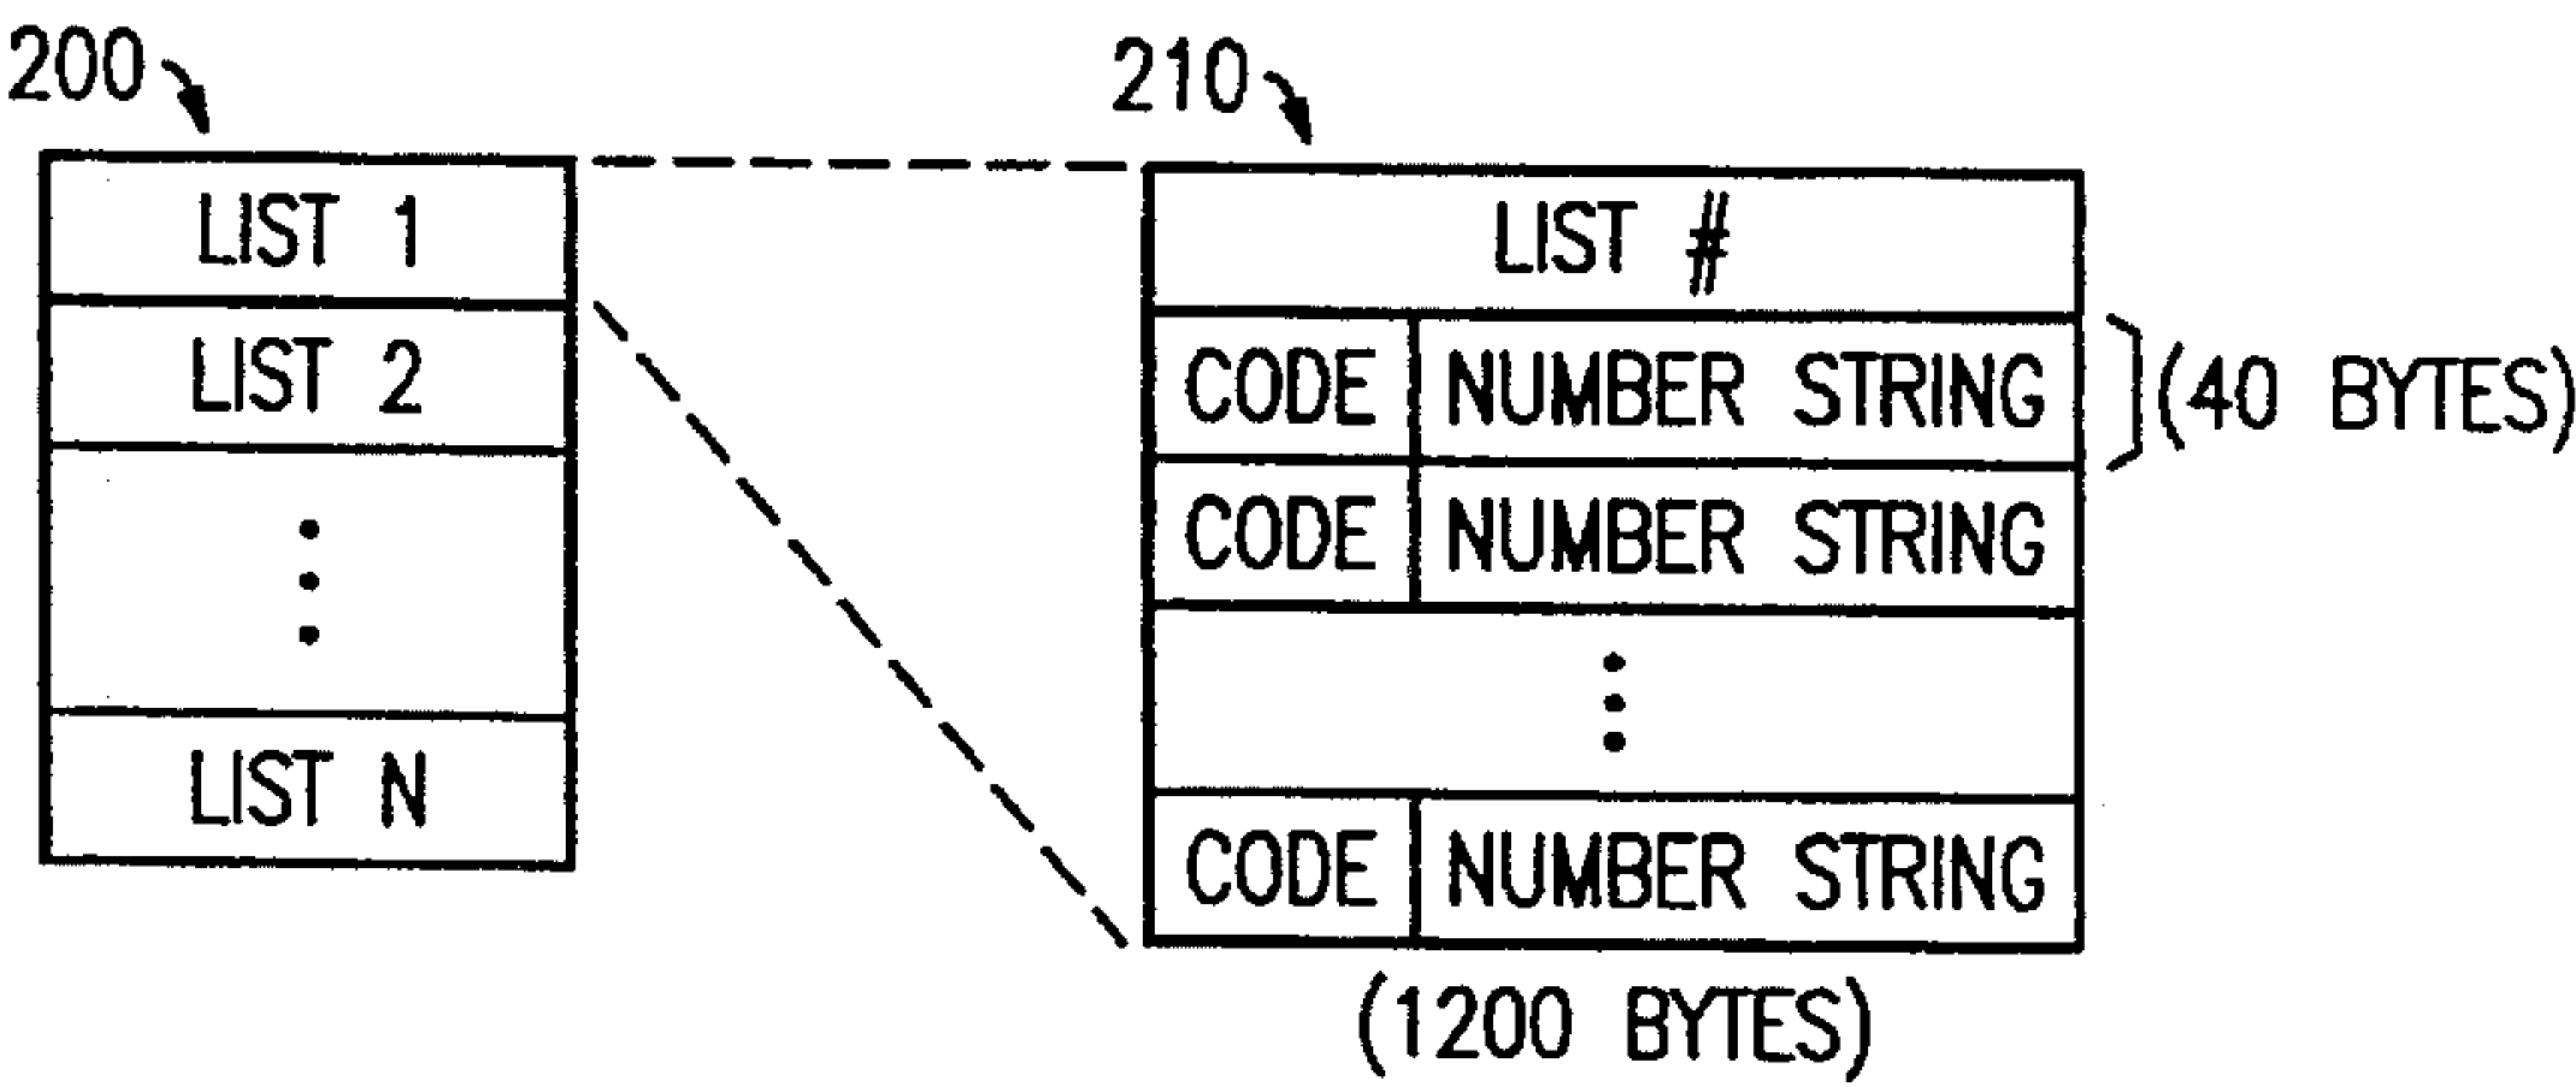 200
LIST 1
LIST 2
LIST N
210
LIST #
CODE NUMBER STRING (40 BYTES)
CODE NUMBER STRING
CODE NUMBER STRING
(1200 BYTES)